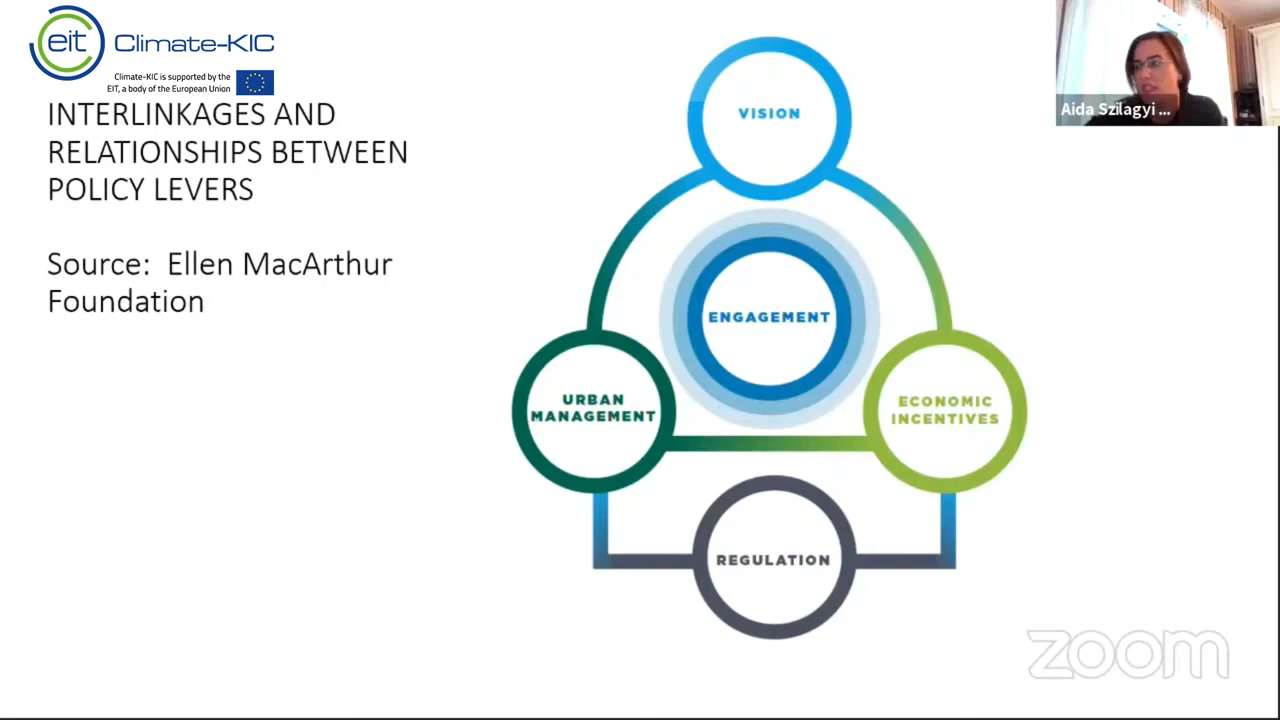 eit Climate-KIC
Climate-KIC is supported by the
EIT, a body of the European Union
INTERLINKAGES AND
RELATIONSHIPS BETWEEN
POLICY LEVERS
Source: Ellen MacArthur
Foundation
VISION
ENGAGEMENT
URBAN
MANAGEMENT
ECONOMIC
INCENTIVES
REGULATION
Aida Szilagyi ...
zoom